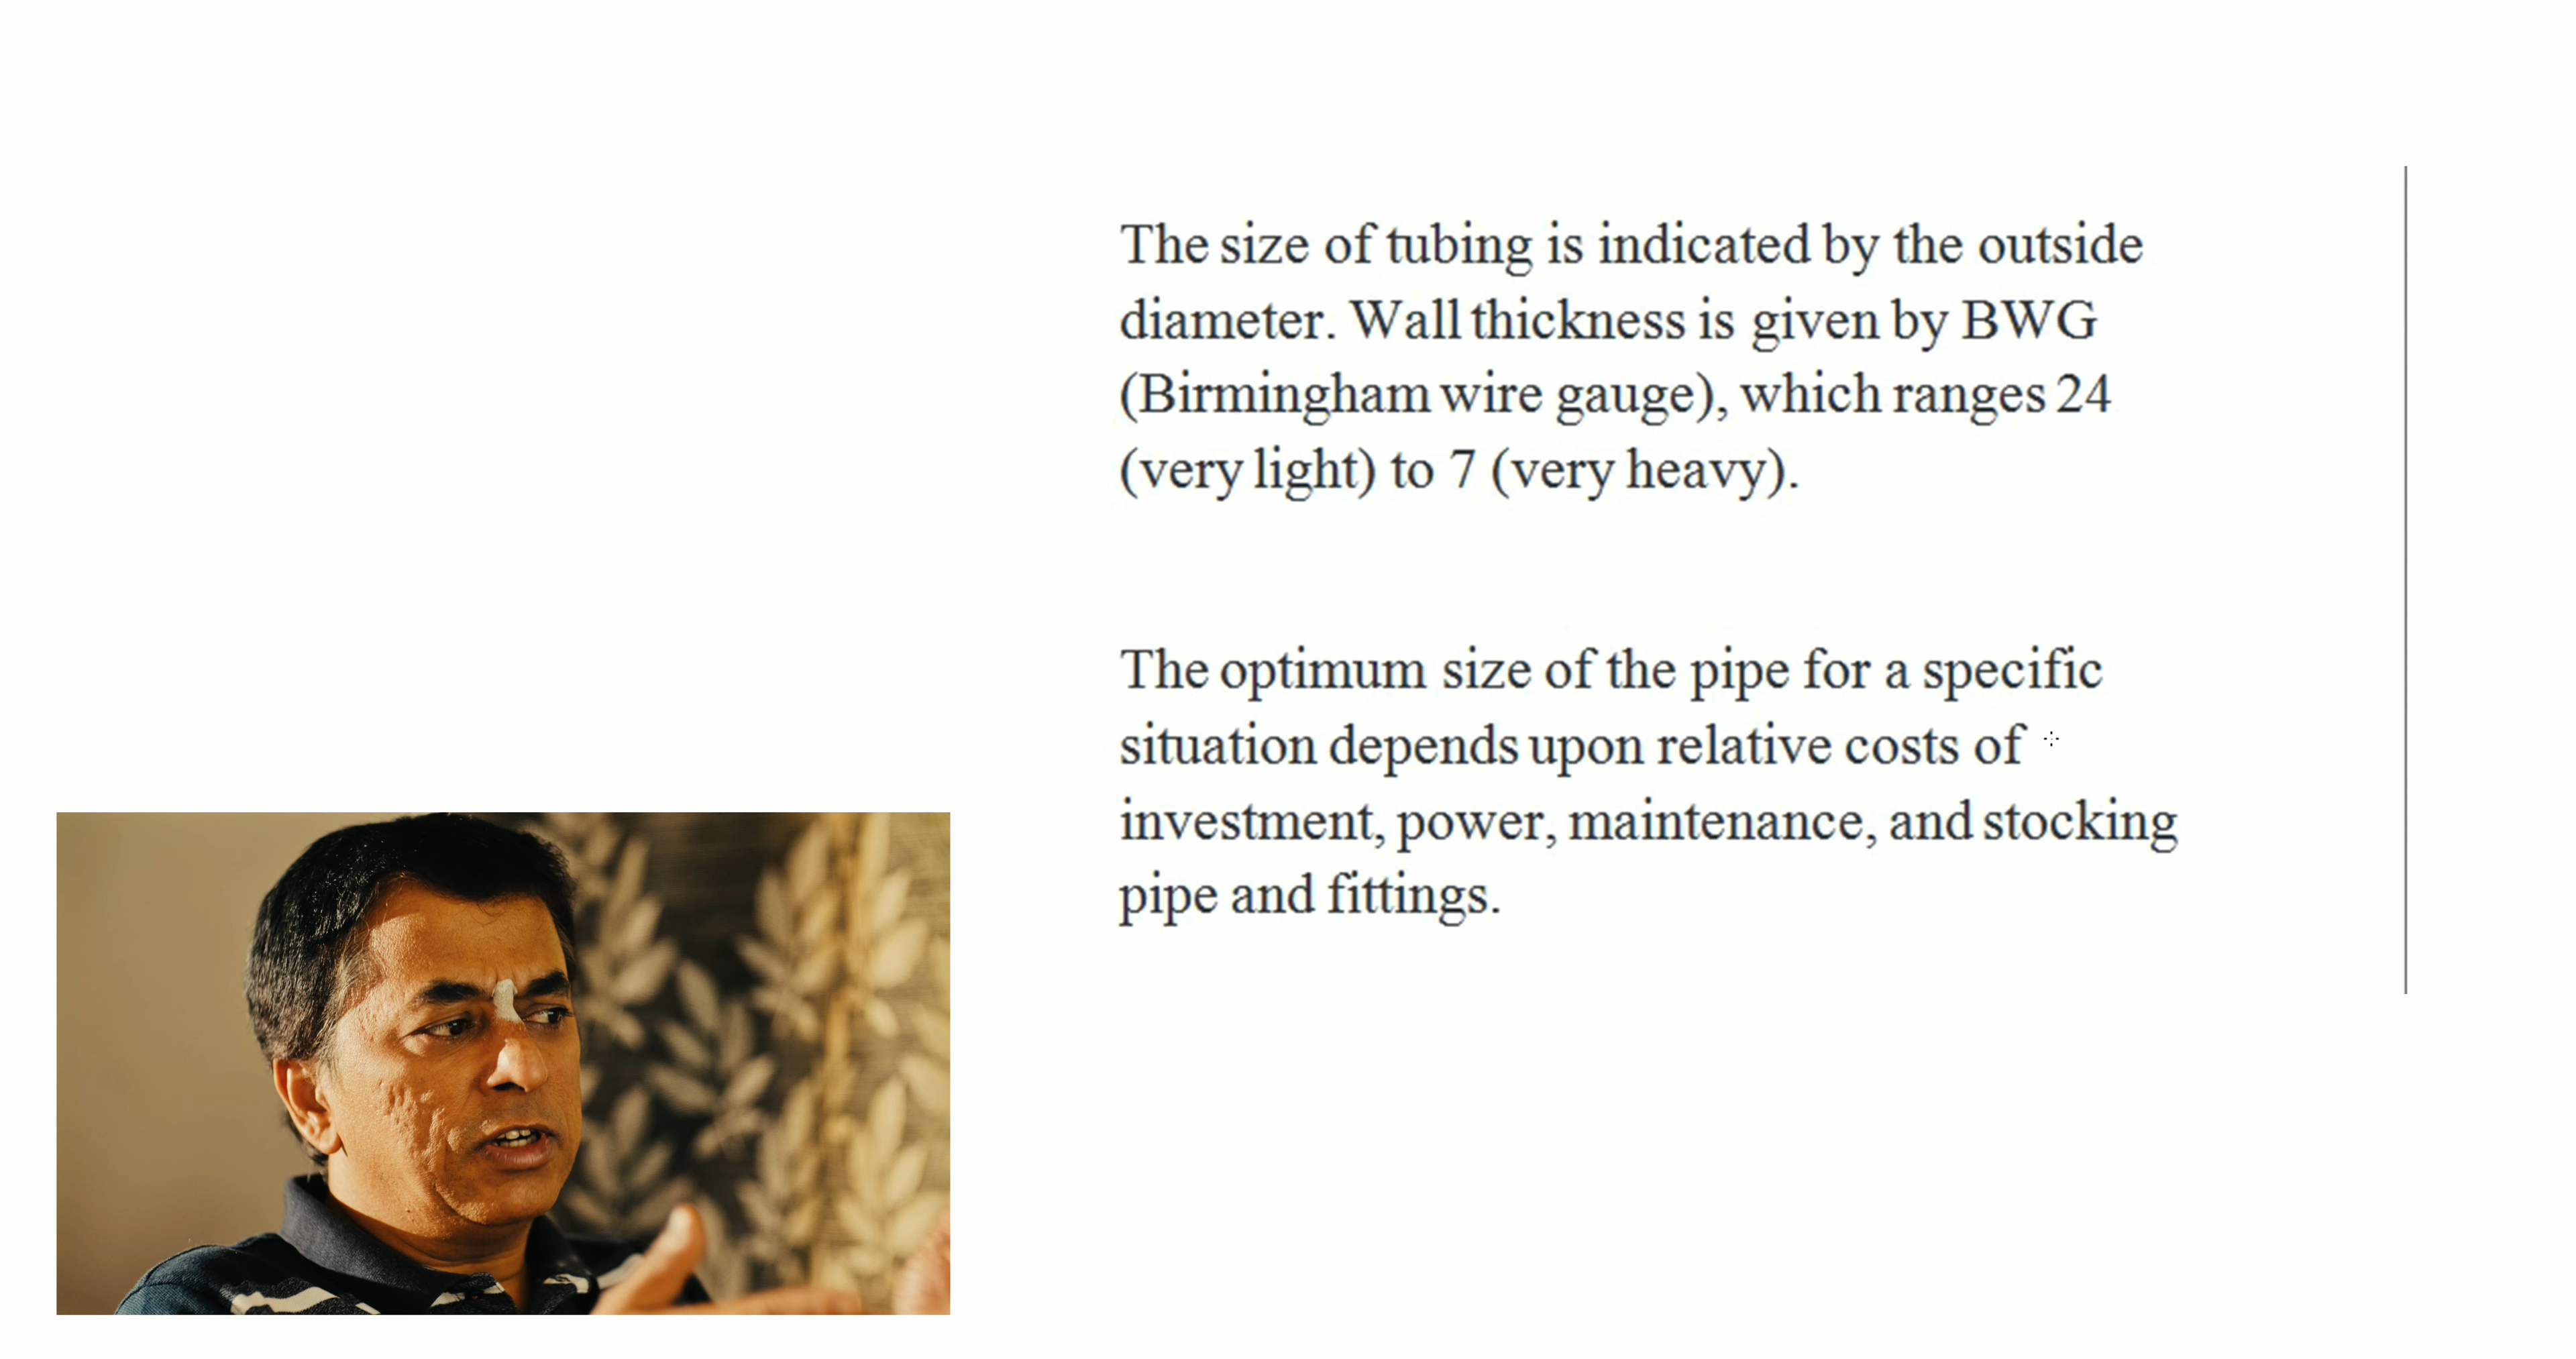 The size of tubing is indicated by the outside
diameter. Wall thickness is given by BWG
(Birmingham wire gauge), which ranges 24
(very light) to 7 (very heavy).
The optimum size of the pipe for a specific
situation depends upon relative costs of
investment, power, maintenance, and stocking
pipe and fittings.